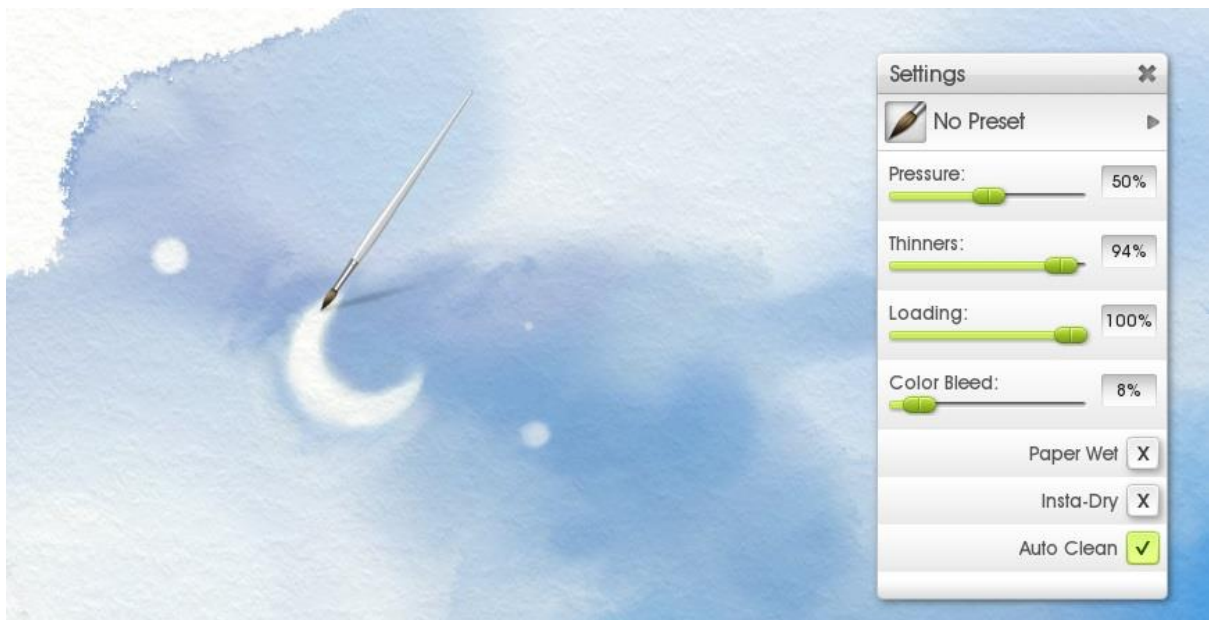 Settings
No Preset
Pressure: 50%
Thinners: 94%
Loading: 100%
Color Bleed: 8%
Paper Wet X
Insta-Dry X
Auto Clean ✓